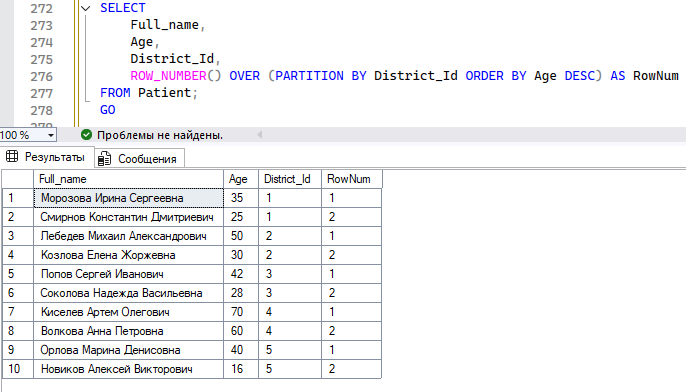 272 SELECT
273 Full_name,
274 Age,
275 District_Id,
276 ROW_NUMBER() OVER (PARTITION BY District_Id ORDER BY Age DESC) AS RowNum
277 FROM Patient;
278 GO
100 % Проблемы не найдены.
Результаты Сообщения
Full_name Age District_Id RowNum
1 Морозова Ирина Сергеевна 35 1 1
2 Смирнов Константин Дмитриевич 25 1 2
3 Лебедев Михаил Александрович 50 2 1
4 Козлова Елена Жоржевна 30 2 2
5 Попов Сергей Иванович 42 3 1
6 Соколова Надежда Васильевна 28 3 2
7 Киселев Артем Олегович 70 4 1
8 Волкова Анна Петровна 60 4 2
9 Орлова Марина Денисовна 40 5 1
10 Новиков Алексей Викторович 16 5 2